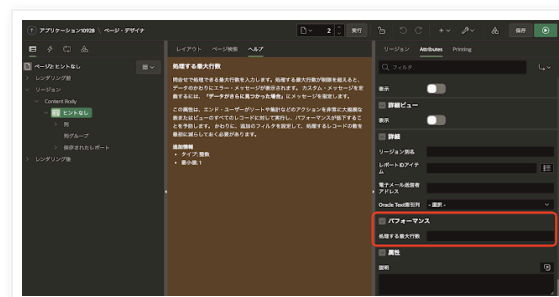 アプリケーション10928 \ ページ・デザイナ
2
実行
保存
レイアウト ページ検索 ヘルプ
リージョン Attributes Printing
ページ2: ヒントなし
レンダリング前
リージョン
Content Body
ヒントなし
列
列グループ
保存されたレポート
レンダリング後
処理する最大行数
問合せで処理できる最大行数を入力します。処理する最大行数が制限を超えると、
データのかわりにエラー・メッセージが表示されます。カスタム・メッセージを定
義するには、「データがさらに見つかった場合」にメッセージを設定します。
この属性は、エンド・ユーザーがソートや集計などのアクションを非常に大規模な
表またはビューのすべてのレコードに対して実行し、パフォーマンスが低下するこ
とを予防します。かわりに、追加のフィルタを設定して、処理するレコードの数を
最初に減らしておく必要があります。
追加情報
• タイプ: 整数
• 最小値: 1
フィルタ
表示
詳細ビュー
表示
詳細
リージョン別名
レポートIDアイテ
ム
電子メール送信者
アドレス
Oracle Text索引列
- 選択 -
パフォーマンス
処理する最大行数
属性
説明